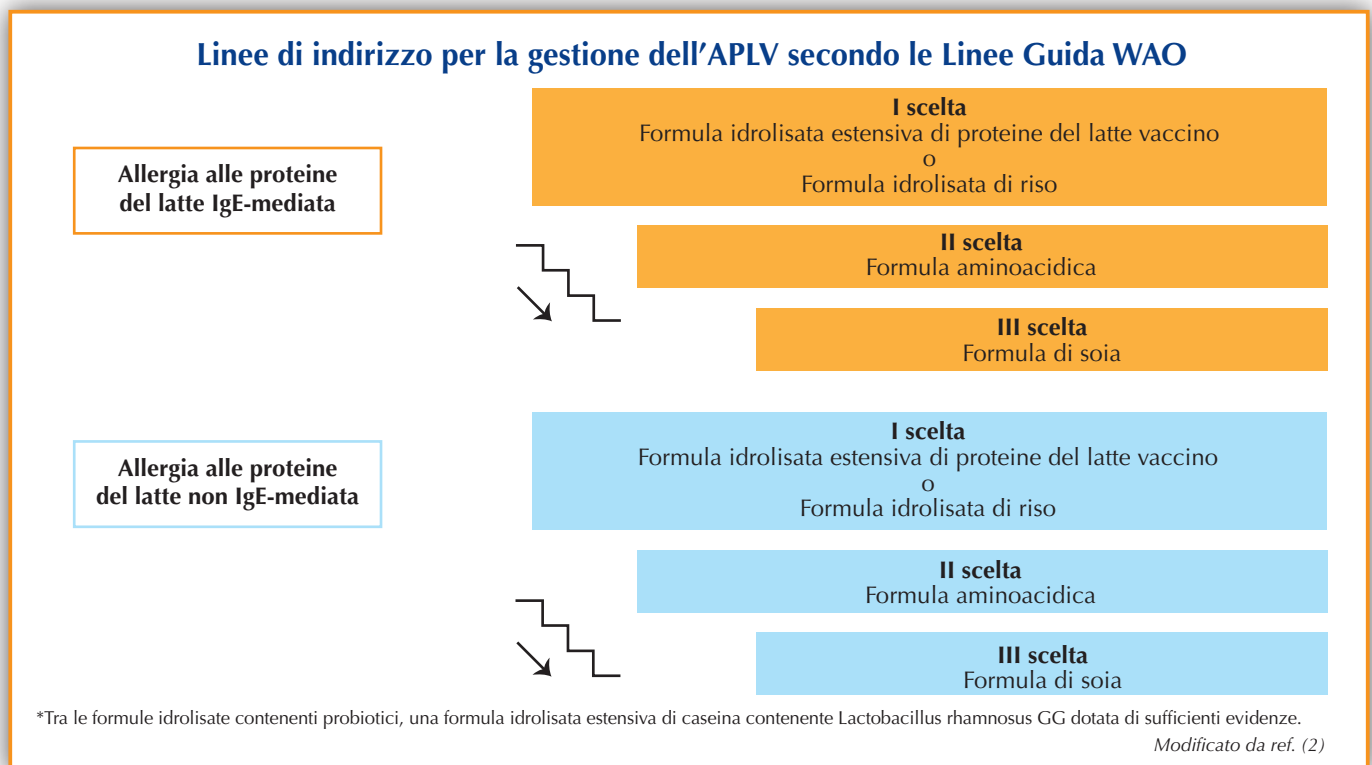 Linee di indirizzo per la gestione dell'APLV secondo le Linee Guida WAO
Allergia alle proteine
del latte IgE-mediata
I scelta
Formula idrolisata estensiva di proteine del latte vaccino
o
Formula idrolisata di riso
II scelta
Formula aminoacidica
III scelta
Formula di soia
Allergia alle proteine
del latte non IgE-mediata
I scelta
Formula idrolisata estensiva di proteine del latte vaccino
o
Formula idrolisata di riso
II scelta
Formula aminoacidica
III scelta
Formula di soia
*Tra le formule idrolisate contenenti probiotici, una formula idrolisata estensiva di caseina contenente Lactobacillus rhamnosus GG dotata di sufficienti evidenze.
Modificato da ref. (2)